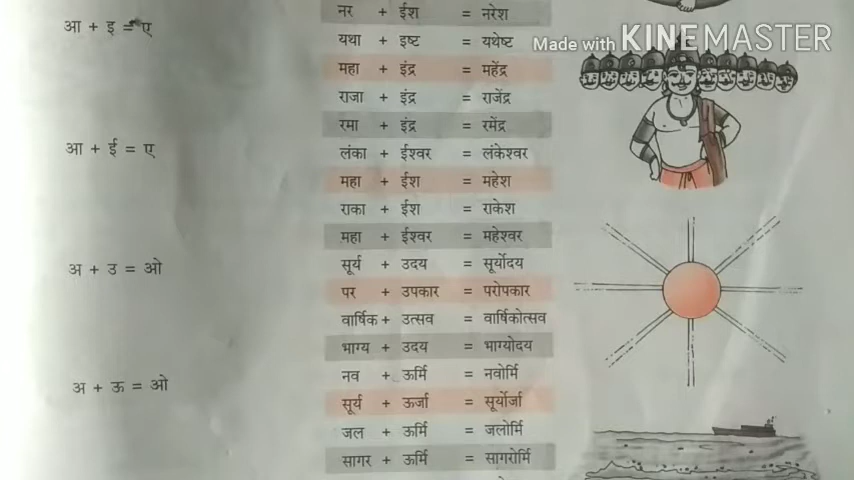 नर + ईश = नरेश
आ + इ = ए
यथा + इष्ट = यथेष्ट
Made with KINEMASTER
महा + इंद्र = महेंद्र
राजा + इंद्र = राजेंद्र
रमा + इंद्र = रमेंद्र
आ + ई = ए
लंका + ईश्वर = लंकेश्वर
महा + ईश = महेश
राका + ईश = राकेश
महा + ईश्वर = महेश्वर
अ + उ = ओ
सूर्य + उदय = सूर्योदय
पर + उपकार = परोपकार
वार्षिक + उत्सव = वार्षिकोत्सव
भाग्य + उदय = भाग्योदय
अ + ऊ = ओ
नव + ऊर्मि = नवोर्मि
सूर्य + ऊर्जा = सूर्योर्जा
जल + ऊर्मि = जलोर्मि
सागर + ऊर्मि = सागरोर्मि